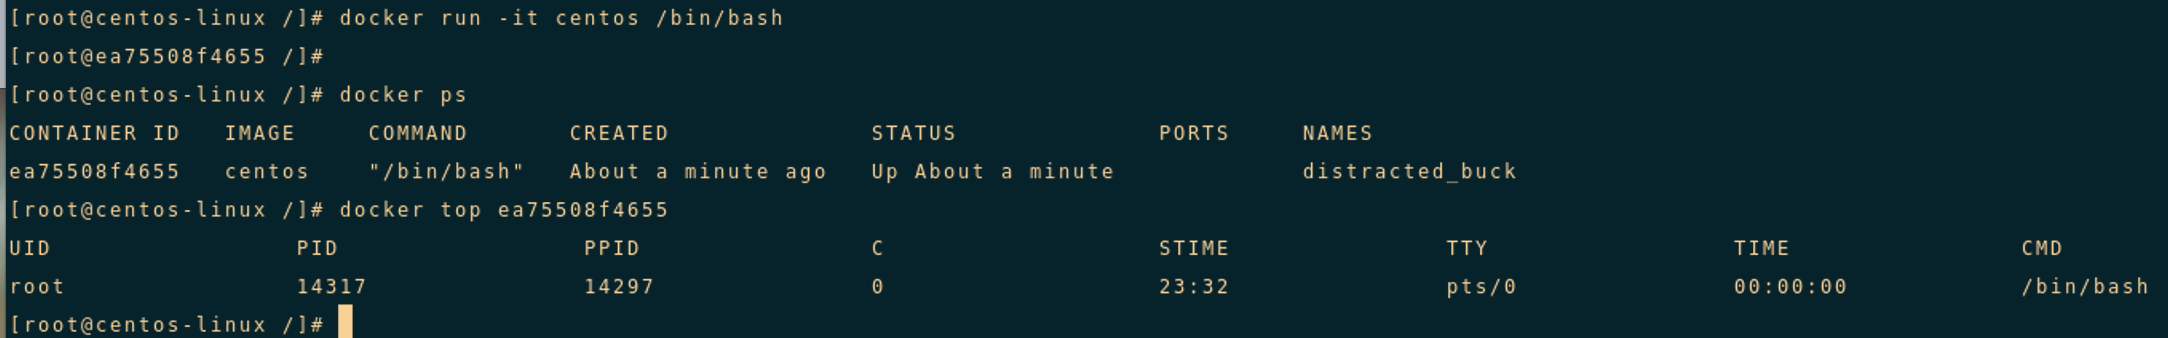 [root@centos-linux /]# docker run -it centos /bin/bash
[root@ea75508f4655 /]#
[root@centos-linux /]# docker ps
CONTAINER ID   IMAGE     COMMAND       CREATED              STATUS              PORTS     NAMES
ea75508f4655   centos    "/bin/bash"   About a minute ago   Up About a minute             distracted_buck
[root@centos-linux /]# docker top ea75508f4655
UID                 PID                 PPID                C                   STIME               TTY                 TIME                CMD
root                14317               14297               0                   23:32               pts/0               00:00:00            /bin/bash
[root@centos-linux /]#